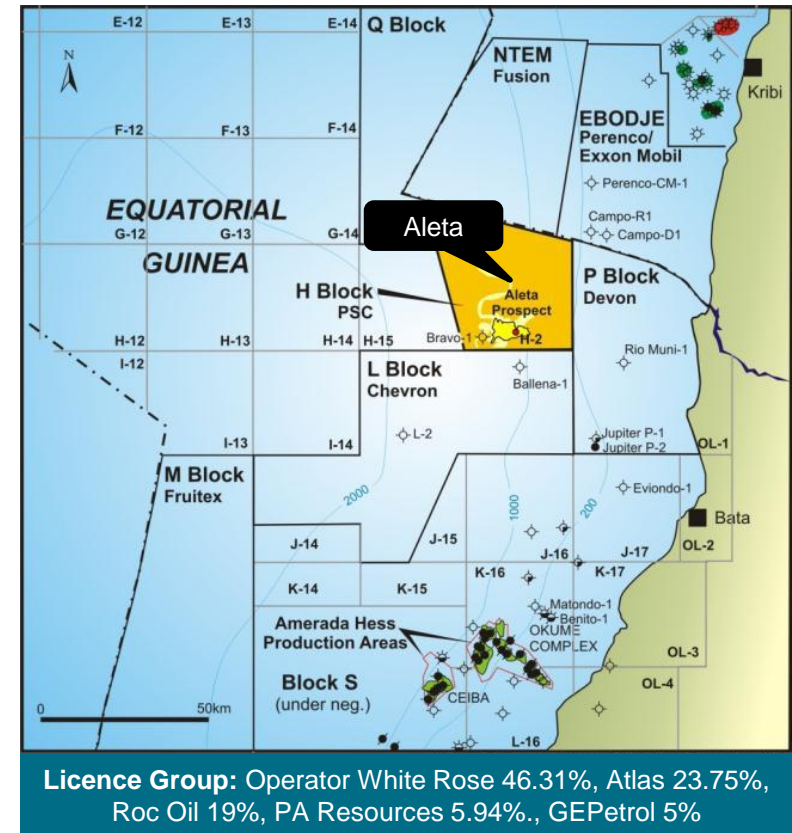 E-12
E-13
E-14
Q Block
N
NTEM
Fusion
Kribi
EBODJE
Perenco/
Exxon Mobil
F-12
F-13
F-14
Perenco-CM-1
EQUATORIAL
GUINEA
Campo-R1
Campo-D1
G-12
G-13
G-14
Aleta
H Block
PSC
Aleta
Prospect
P Block
Devon
Bravo-1
H-2
H-12
H-13
H-14
H-15
I-12
L Block
Chevron
Ballena-1
Rio Muni-1
L-2
Jupiter P-1
Jupiter P-2
I-13
I-14
OL-1
M Block
Fruitex
2000
1000
200
Eviondo-1
Bata
J-14
J-15
J-16
J-17
OL-2
K-14
K-15
K-16
K-17
Matondo-1
Benito-1
Amerada Hess
Production Areas
OKUME
COMPLEX
OL-3
Block S
(under neg.)
CEIBA
OL-4
0
50km
L-16
Licence Group: Operator White Rose 46.31%, Atlas 23.75%,
Roc Oil 19%, PA Resources 5.94%., GEPetrol 5%